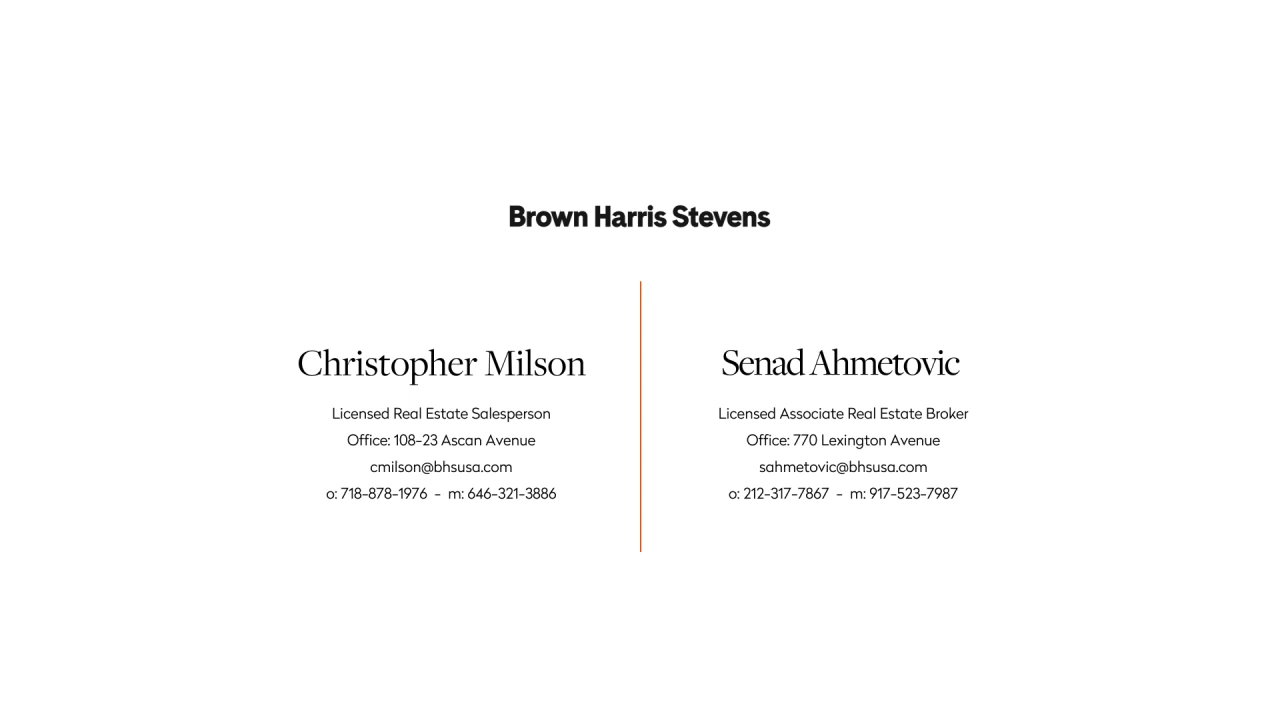 Brown Harris Stevens
Christopher Milson
Licensed Real Estate Salesperson
Office: 108-23 Ascan Avenue
cmilson@bhsusa.com
o: 718-878-1976 - m: 646-321-3886
Senad Ahmetovic
Licensed Associate Real Estate Broker
Office: 770 Lexington Avenue
sahmetovic@bhsusa.com
o: 212-317-7867 - m: 917-523-7987